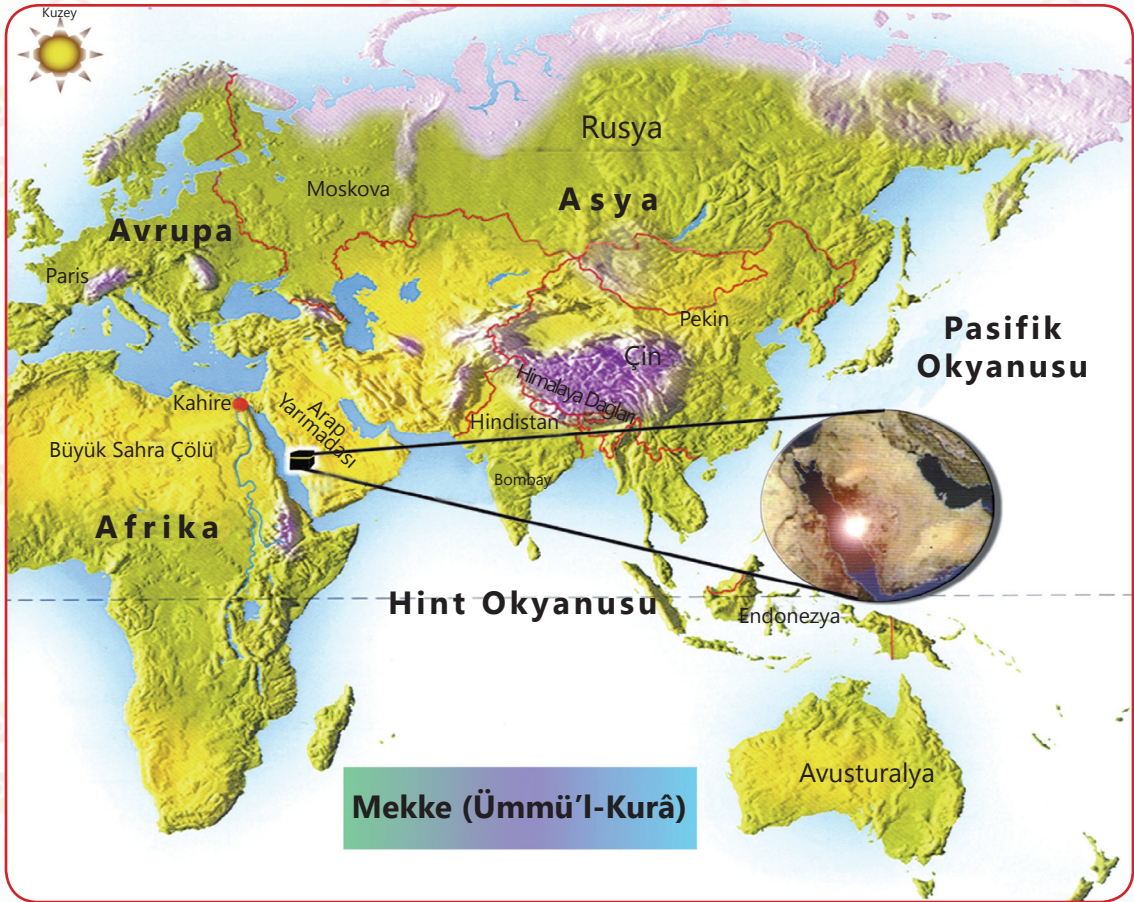 Kuzey
Rusya
Moskova
Asya
Avrupa
Paris
Pekin
Pasifik
Okyanusu
Çin
Himalaya Dağları
Kahire
Arap
Yarımadası
Hindistan
Büyük Sahra Çölü
Bombay
Afrika
Hint Okyanusu
Endonezya
Avusturalya
Mekke (Ümmü'l-Kurâ)